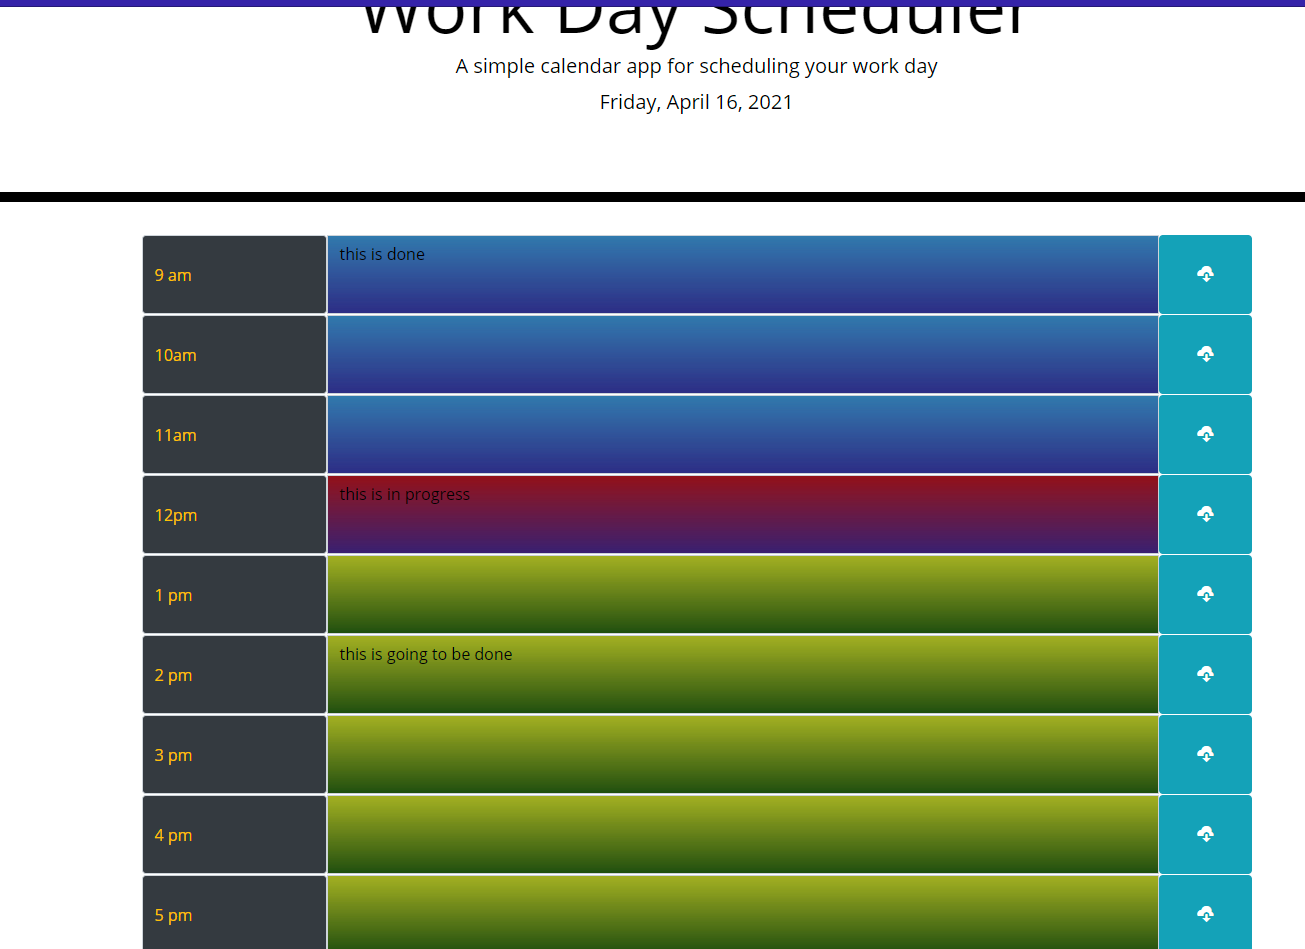 Work Day Scheduler
A simple calendar app for scheduling your work day
Friday, April 16, 2021
9 am
this is done
10am
11am
12pm
this is in progress
1 pm
2 pm
this is going to be done
3 pm
4 pm
5 pm